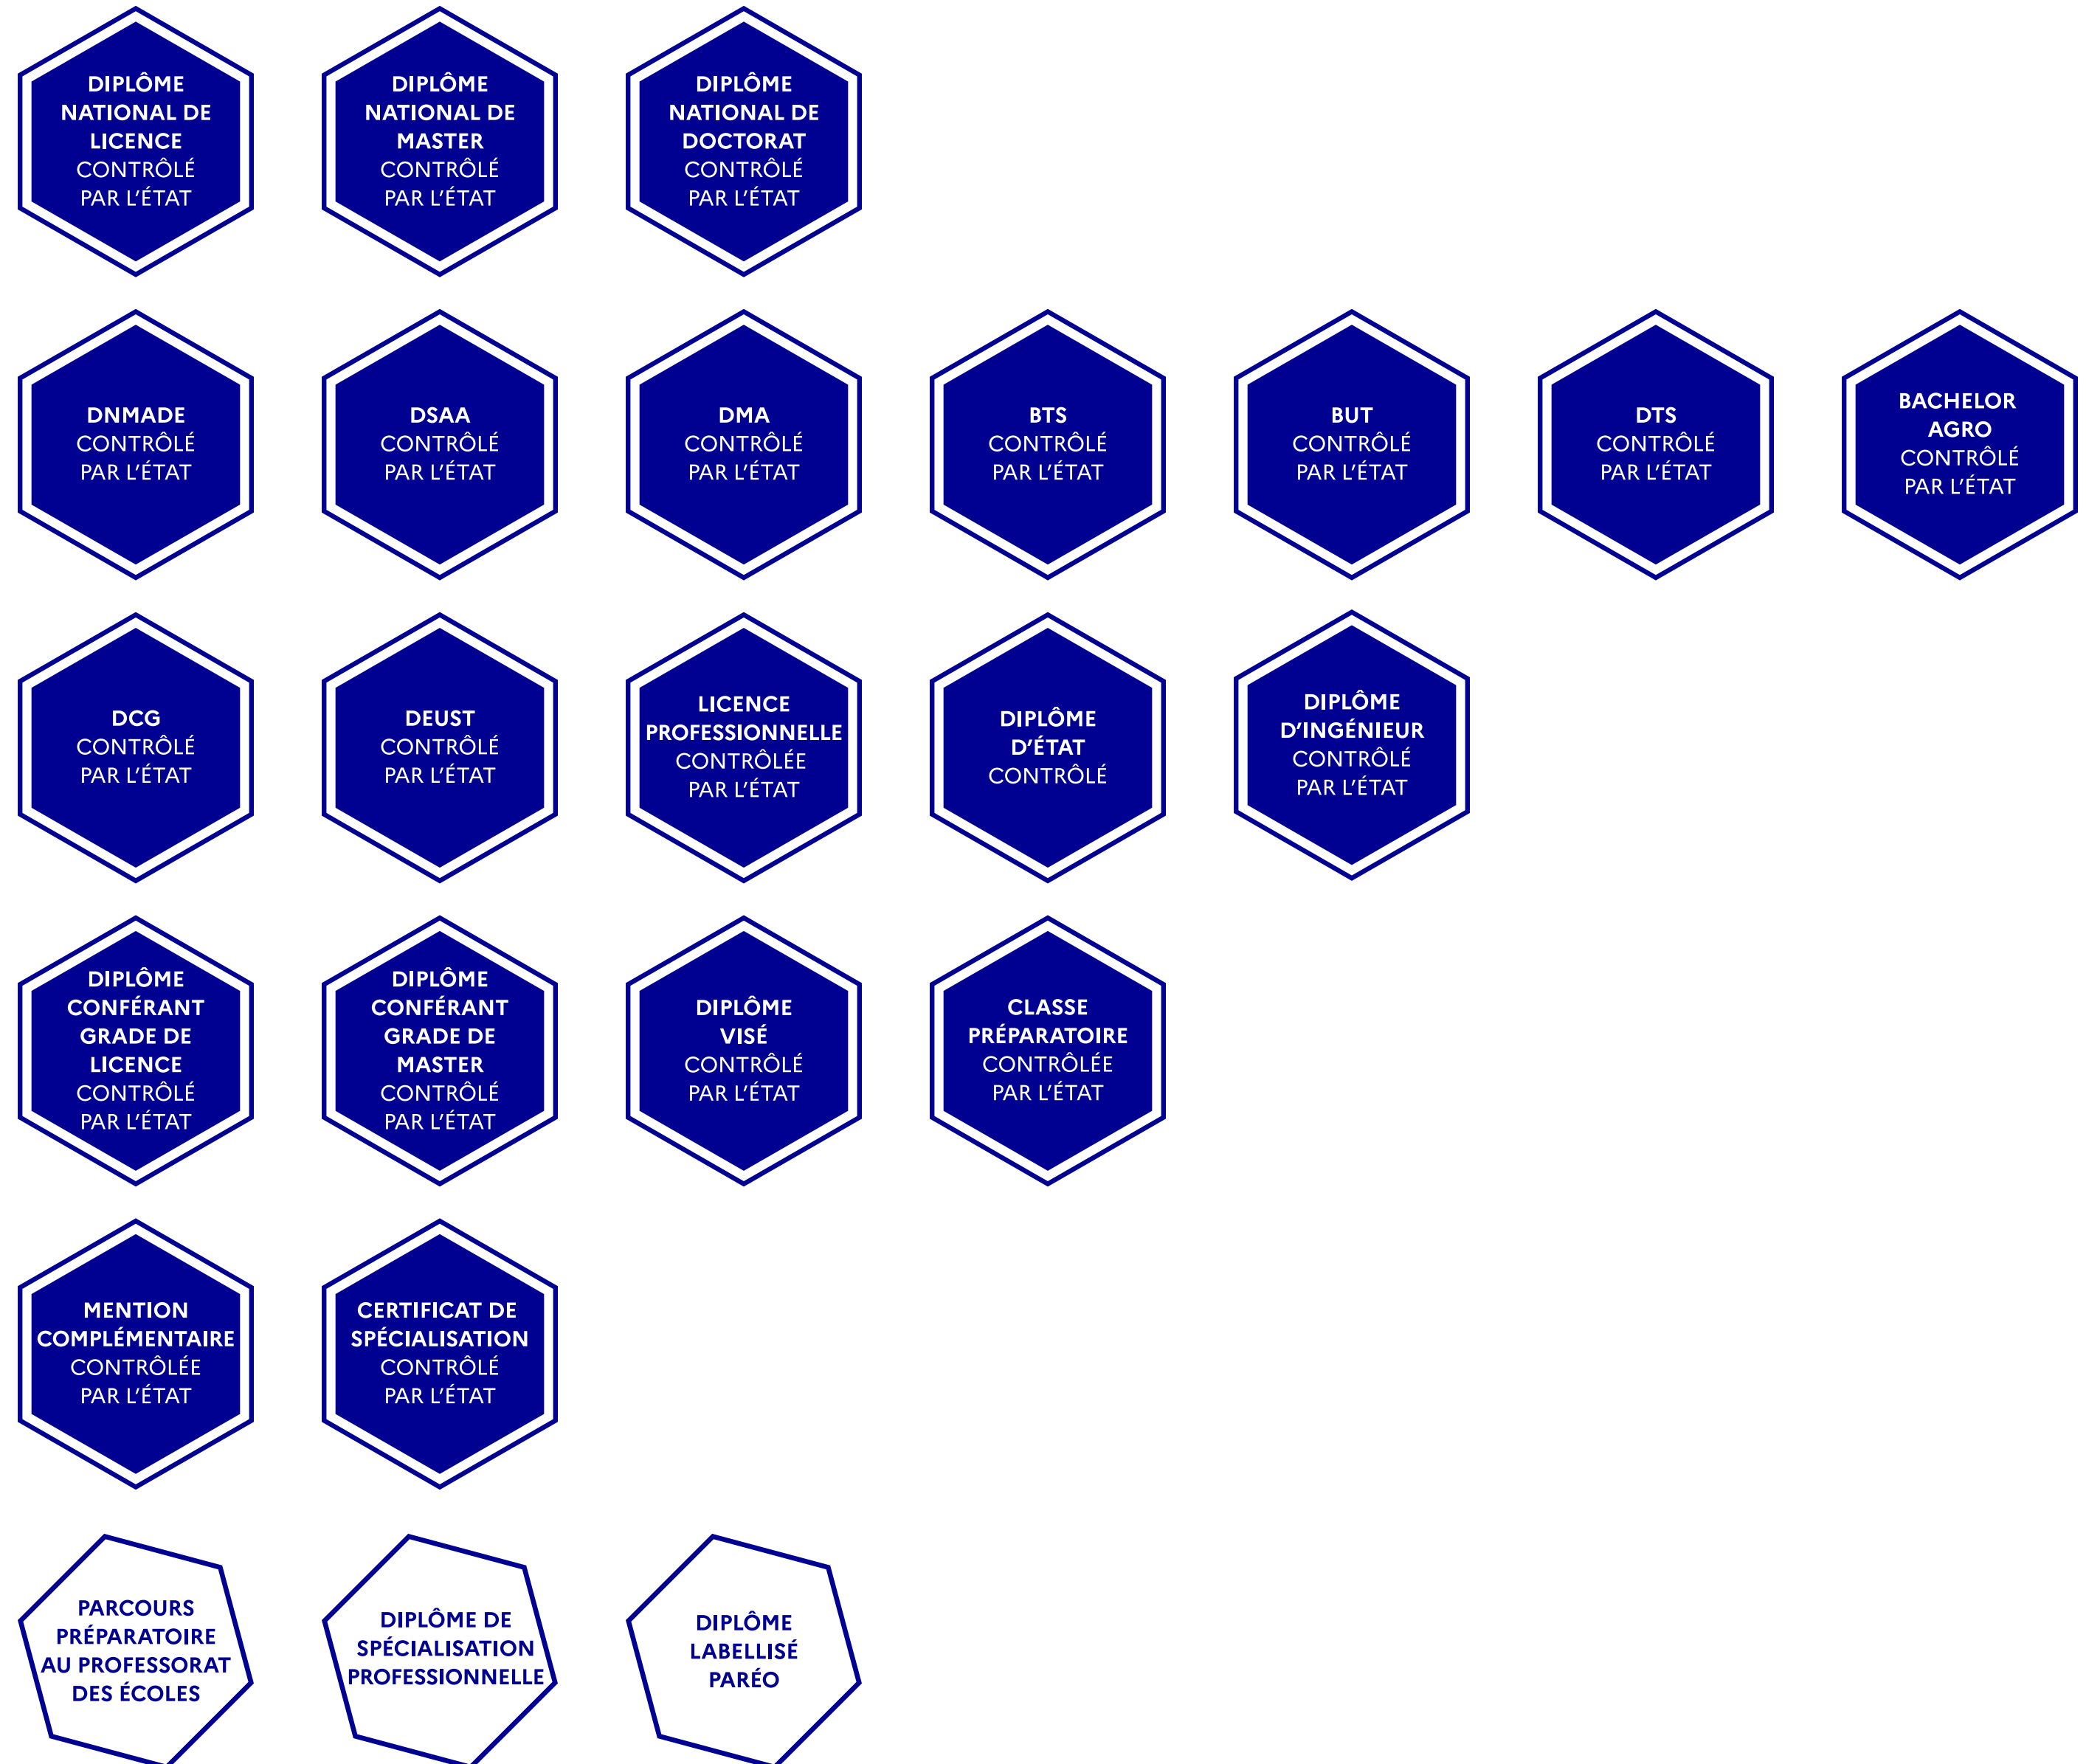 DIPLÔME
NATIONAL DE
LICENCE
CONTRÔLÉ
PAR L'ÉTAT
DIPLÔME
NATIONAL DE
MASTER
CONTRÔLÉ
PAR L'ÉTAT
DIPLÔME
NATIONAL DE
DOCTORAT
CONTRÔLÉ
PAR L'ÉTAT
DNMADE
CONTRÔLÉ
PAR L'ÉTAT
DSAA
CONTRÔLÉ
PAR L'ÉTAT
DMA
CONTRÔLÉ
PAR L'ÉTAT
BTS
CONTRÔLÉ
PAR L'ÉTAT
BUT
CONTRÔLÉ
PAR L'ÉTAT
DTS
CONTRÔLÉ
PAR L'ÉTAT
BACHELOR
AGRO
CONTRÔLÉ
PAR L'ÉTAT
DCG
CONTRÔLÉ
PAR L'ÉTAT
DEUST
CONTRÔLÉ
PAR L'ÉTAT
LICENCE
PROFESSIONNELLE
CONTRÔLÉE
PAR L'ÉTAT
DIPLÔME
D'ÉTAT
CONTRÔLÉ
DIPLÔME
D'INGÉNIEUR
CONTRÔLÉ
PAR L'ÉTAT
DIPLÔME
CONFÉRANT
GRADE DE
LICENCE
CONTRÔLÉ
PAR L'ÉTAT
DIPLÔME
CONFÉRANT
GRADE DE
MASTER
CONTRÔLÉ
PAR L'ÉTAT
DIPLÔME
VISÉ
CONTRÔLÉ
PAR L'ÉTAT
CLASSE
PRÉPARATOIRE
CONTRÔLÉE
PAR L'ÉTAT
MENTION
COMPLÉMENTAIRE
CONTRÔLÉE
PAR L'ÉTAT
CERTIFICAT DE
SPÉCIALISATION
CONTRÔLÉ
PAR L'ÉTAT
PARCOURS
PRÉPARATOIRE
AU PROFESSORAT
DES ÉCOLES
DIPLÔME DE
SPÉCIALISATION
PROFESSIONNELLE
DIPLÔME
LABELLISÉ
PARÉO